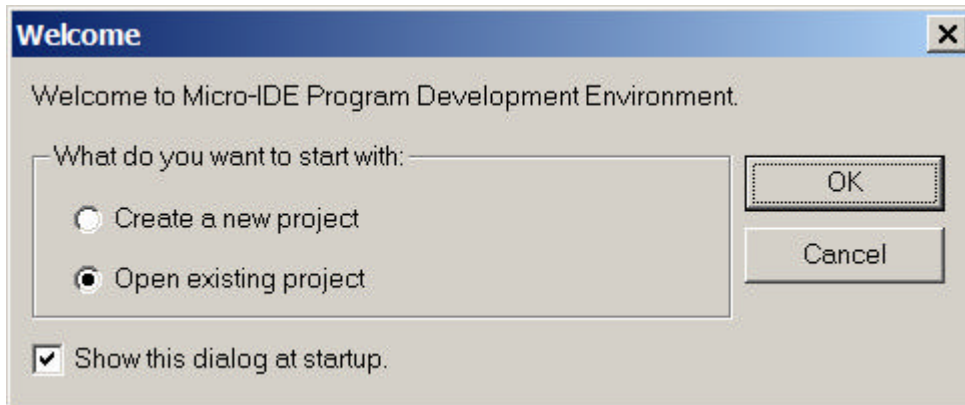 Welcome
Welcome to Micro-IDE Program Development Environment.
What do you want to start with:
Create a new project
Open existing project
OK
Cancel
Show this dialog at startup.